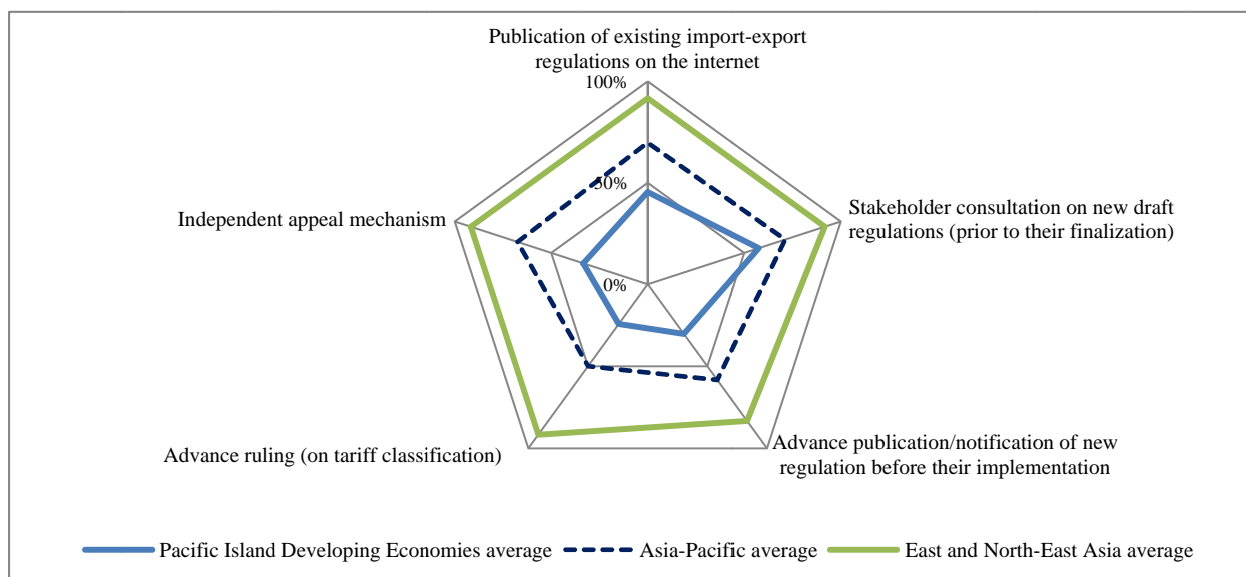 Publication of existing import-export
regulations on the internet
100%
50%
0%
Stakeholder consultation on new draft
regulations (prior to their finalization)
Independent appeal mechanism
Advance ruling (on tariff classification)
Advance publication/notification of new
regulation before their implementation
Pacific Island Developing Economies average
Asia-Pacific average
East and North-East Asia average